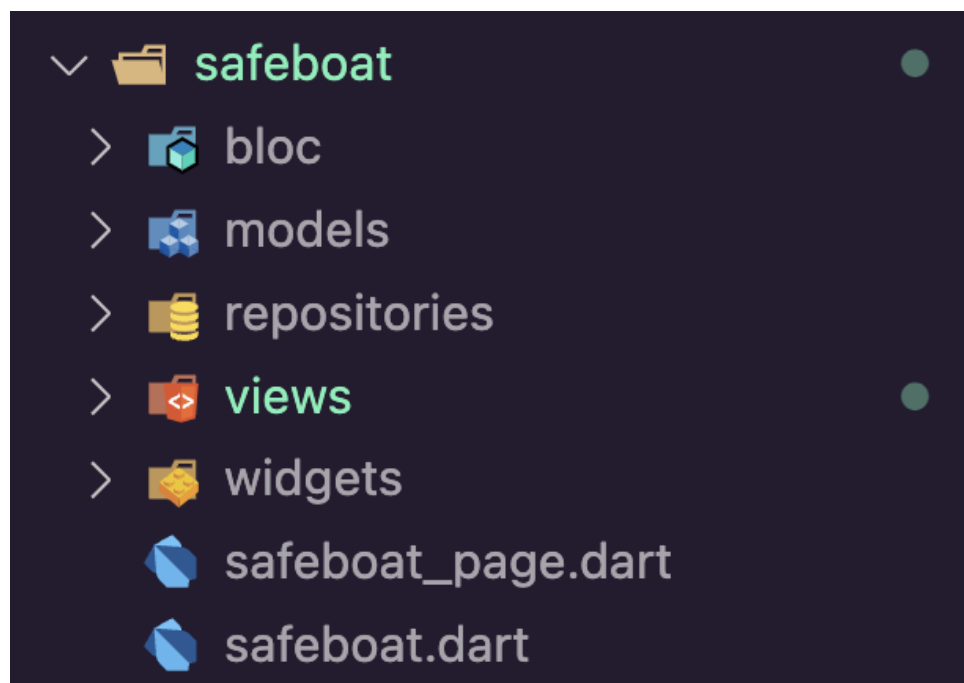 safeboat
bloc
models
repositories
views
widgets
safeboat_page.dart
safeboat.dart